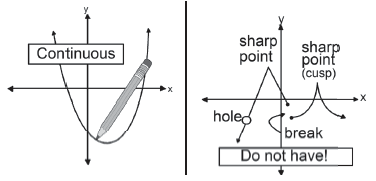 y
Continuous
x
y
sharp
point
sharp
point
(cusp)
x
hole
break
Do not have!